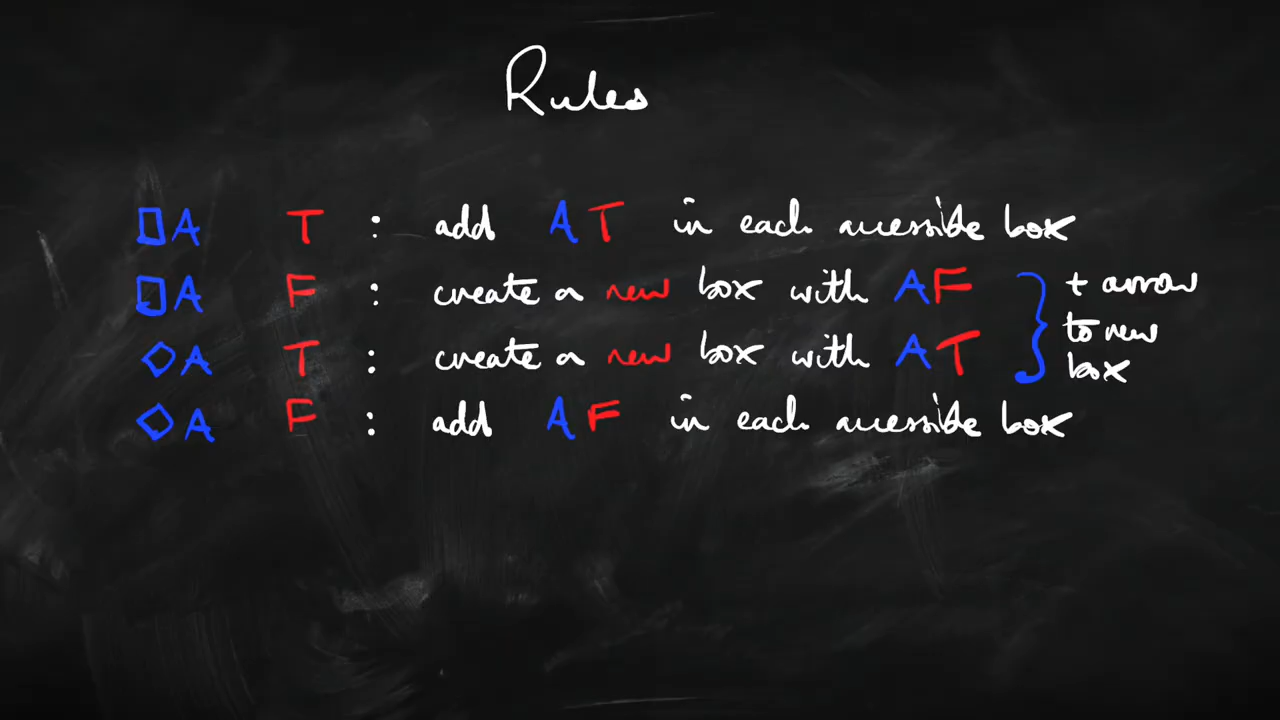 Rules
□A T : add A T in each accessible box
□A F : create a new box with A F
◇A T : create a new box with A T
+ arrow
to new
box
◇A F : add A F in each accessible box